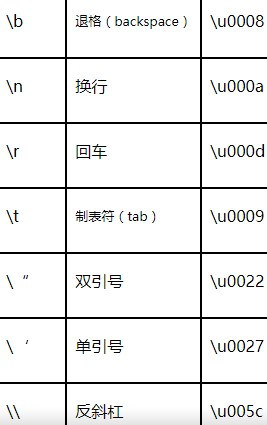 \b 退格（backspace） \u0008
\n 换行 \u000a
\r 回车 \u000d
\t 制表符（tab） \u0009
\“ 双引号 \u0022
\‘ 单引号 \u0027
\\ 反斜杠 \u005c